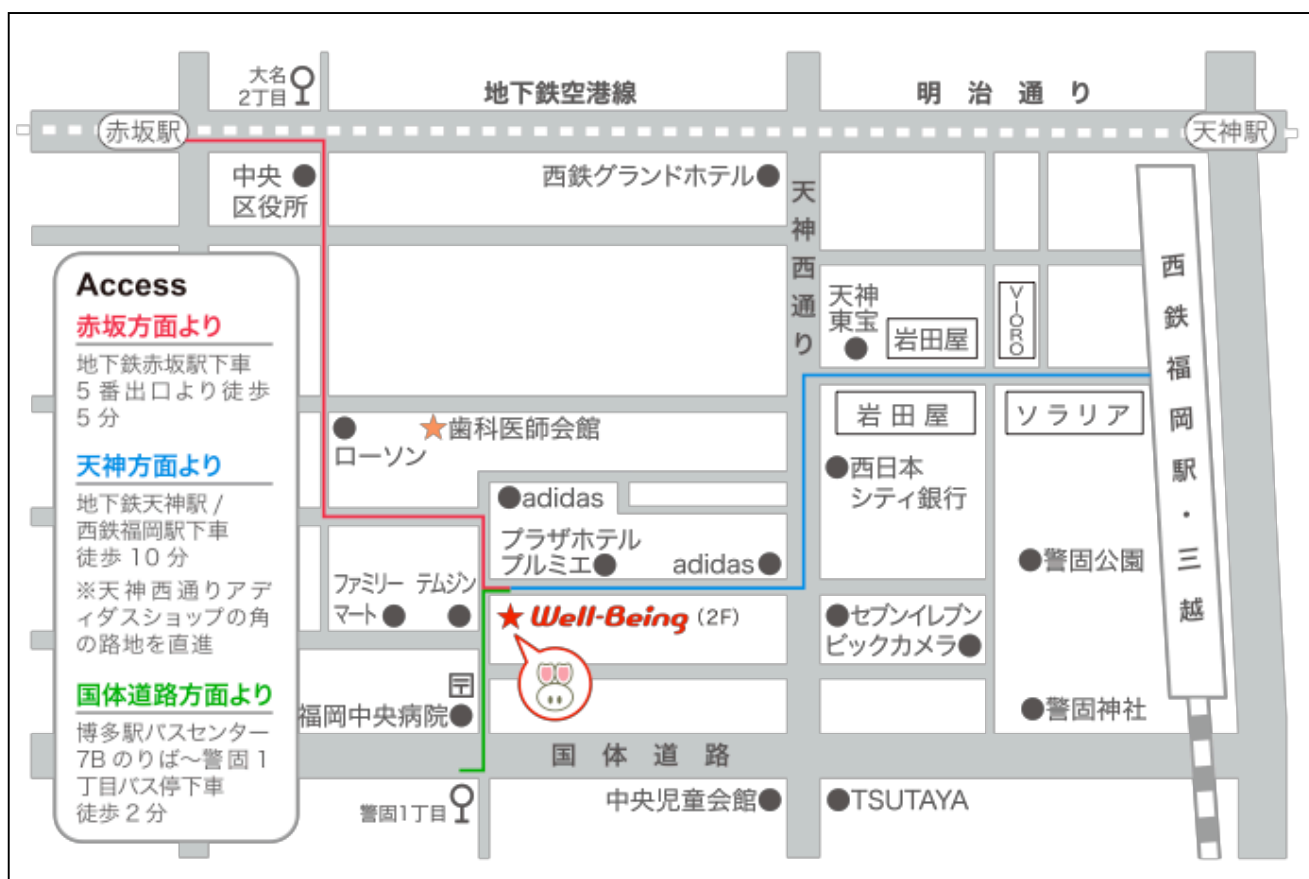 大名
2丁目
地下鉄空港線
明治通り
赤坂駅
天神駅
中央
区役所
西鉄グランドホテル
天神西通り
西鉄福岡駅・三越
Access
赤坂方面より
地下鉄赤坂駅下車
5番出口より徒歩
5分
天神方面より
地下鉄天神駅/
西鉄福岡駅下車
徒歩10分
※天神西通りアデ
ィダスショップの角
の路地を直進
国体道路方面より
博多駅バスセンター
7Bのりば～警固1
丁目バス停下車
徒歩2分
天神
東宝
岩田屋
VIORO
岩田屋
ソラリア
ローソン
歯科医師会館
西日本
シティ銀行
adidas
プラザホテル
プルミエ
adidas
警固公園
ファミリー
マート
テムジン
Well-Being (2F)
セブンイレブン
ビックカメラ
福岡中央病院
警固神社
国体道路
警固1丁目
中央児童会館
TSUTAYA